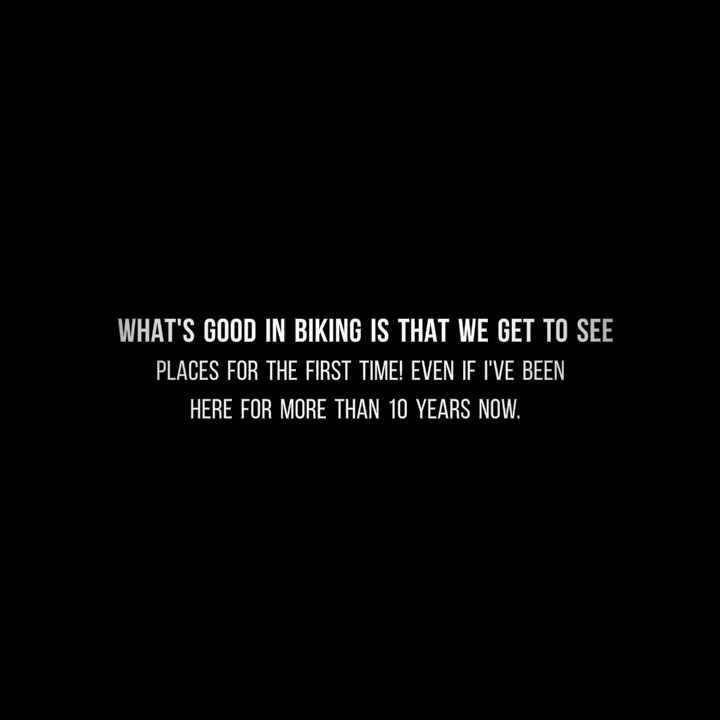 WHAT'S GOOD IN BIKING IS THAT WE GET TO SEE
PLACES FOR THE FIRST TIME! EVEN IF I'VE BEEN
HERE FOR MORE THAN 10 YEARS NOW.